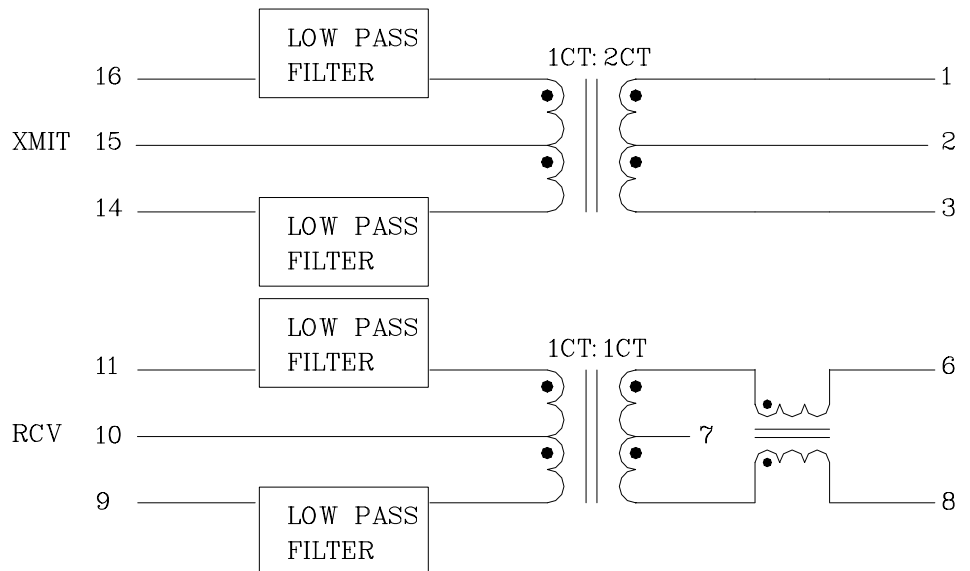 LOW PASS
FILTER
1CT: 2CT
16
1
XMIT 15
2
14
3
LOW PASS
FILTER
LOW PASS
FILTER
1CT: 1CT
11
6
RCV 10
7
9
8
LOW PASS
FILTER